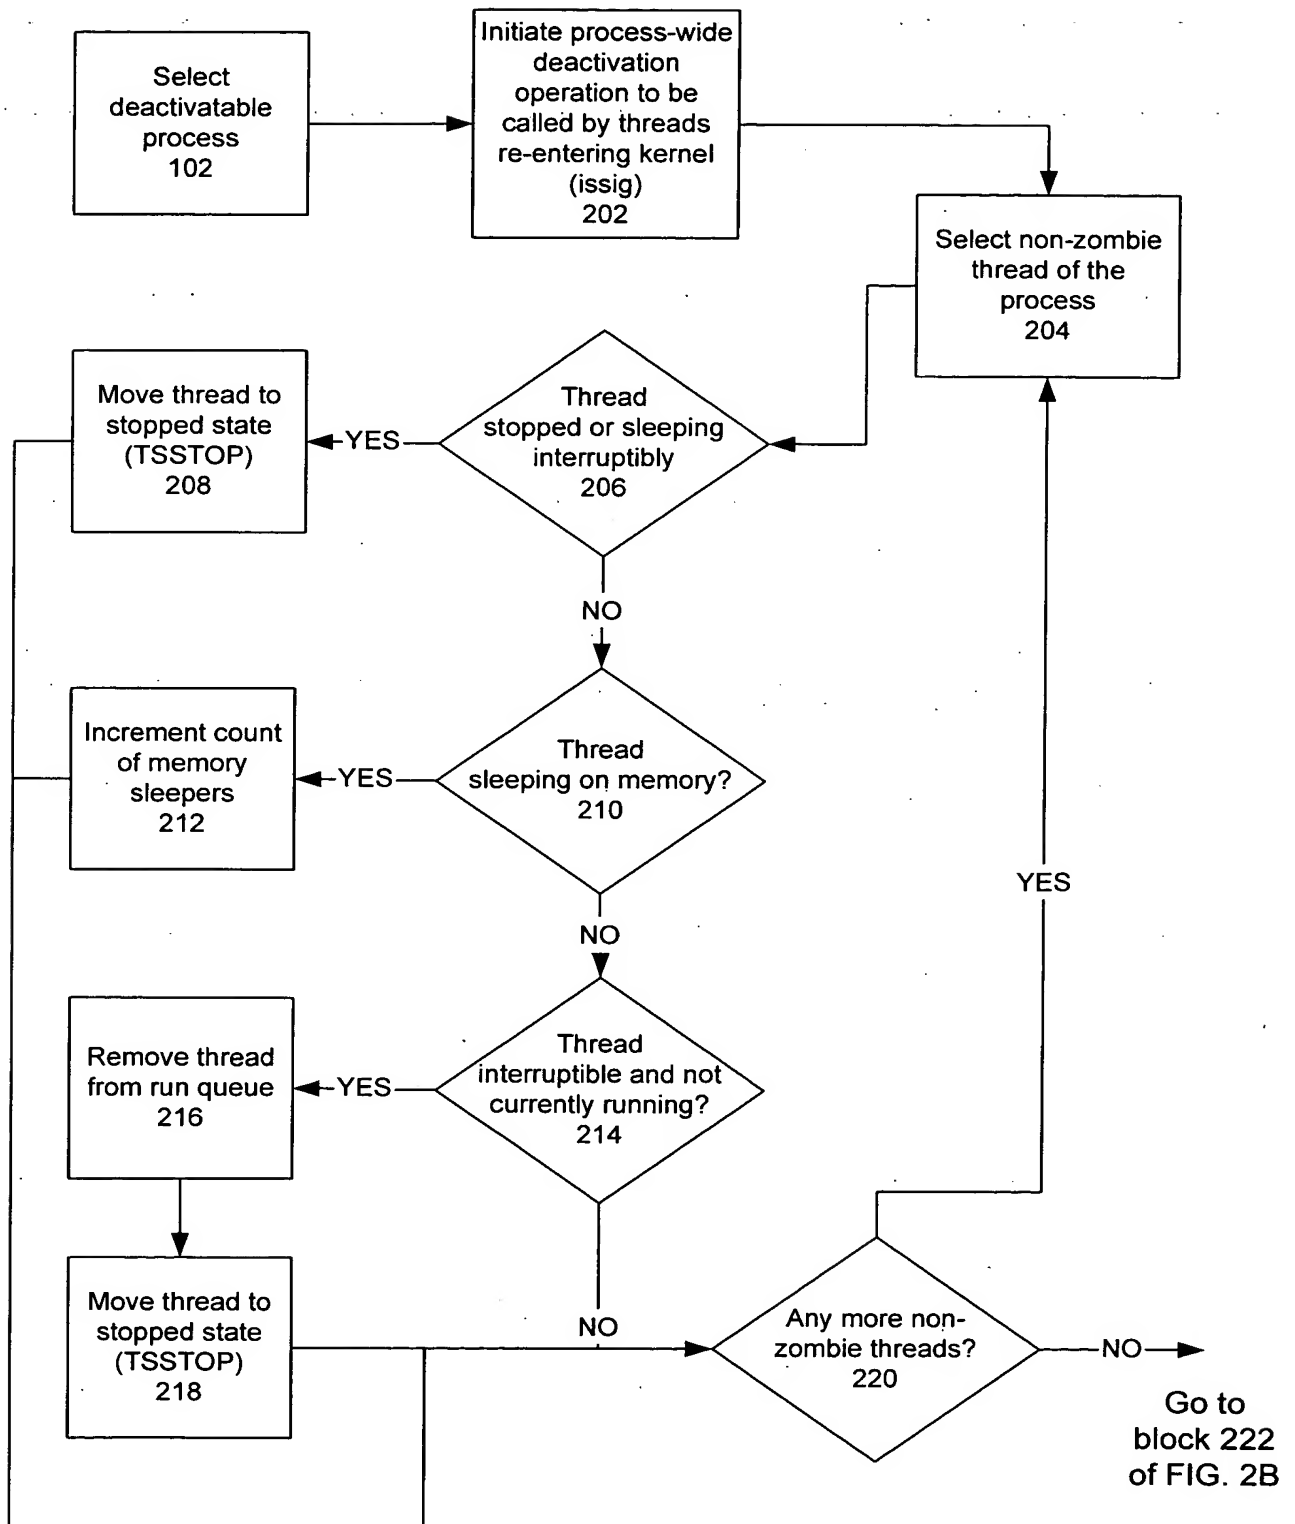 Select
deactivatable
process
102
Initiate process-wide
deactivation
operation to be
called by threads
re-entering kernel
(issig)
202
Select non-zombie
thread of the
process
204
Thread
stopped or sleeping
interruptibly
206
YES
Move thread to
stopped state
(TSSTOP)
208
NO
Thread
sleeping on memory?
210
YES
Increment count
of memory
sleepers
212
NO
Thread
interruptible and not
currently running?
214
YES
Remove thread
from run queue
216
Move thread to
stopped state
(TSSTOP)
218
NO
Any more non-
zombie threads?
220
YES
NO
Go to
block 222
of FIG. 2B